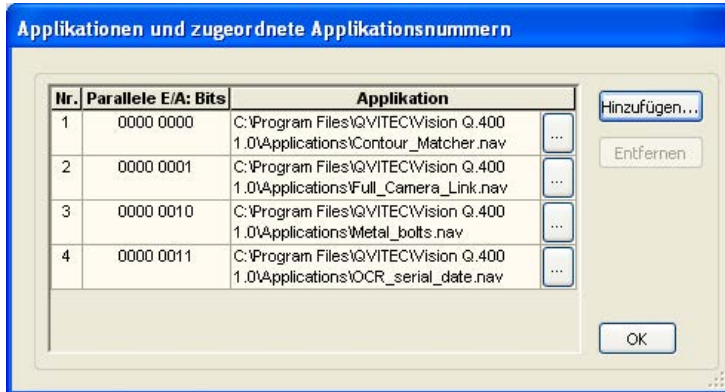 Applikationen und zugeordnete Applikationsnummern
Nr. Parallele E/A: Bits Applikation
1 0000 0000 C:\Program Files\QVITEC\Vision Q.400
1.0\Applications\Contour_Matcher.nav ...
2 0000 0001 C:\Program Files\QVITEC\Vision Q.400
1.0\Applications\Full_Camera_Link.nav ...
3 0000 0010 C:\Program Files\QVITEC\Vision Q.400
1.0\Applications\Metal_bolts.nav ...
4 0000 0011 C:\Program Files\QVITEC\Vision Q.400
1.0\Applications\OCR_serial_date.nav ...
Hinzufügen...
Entfernen
OK